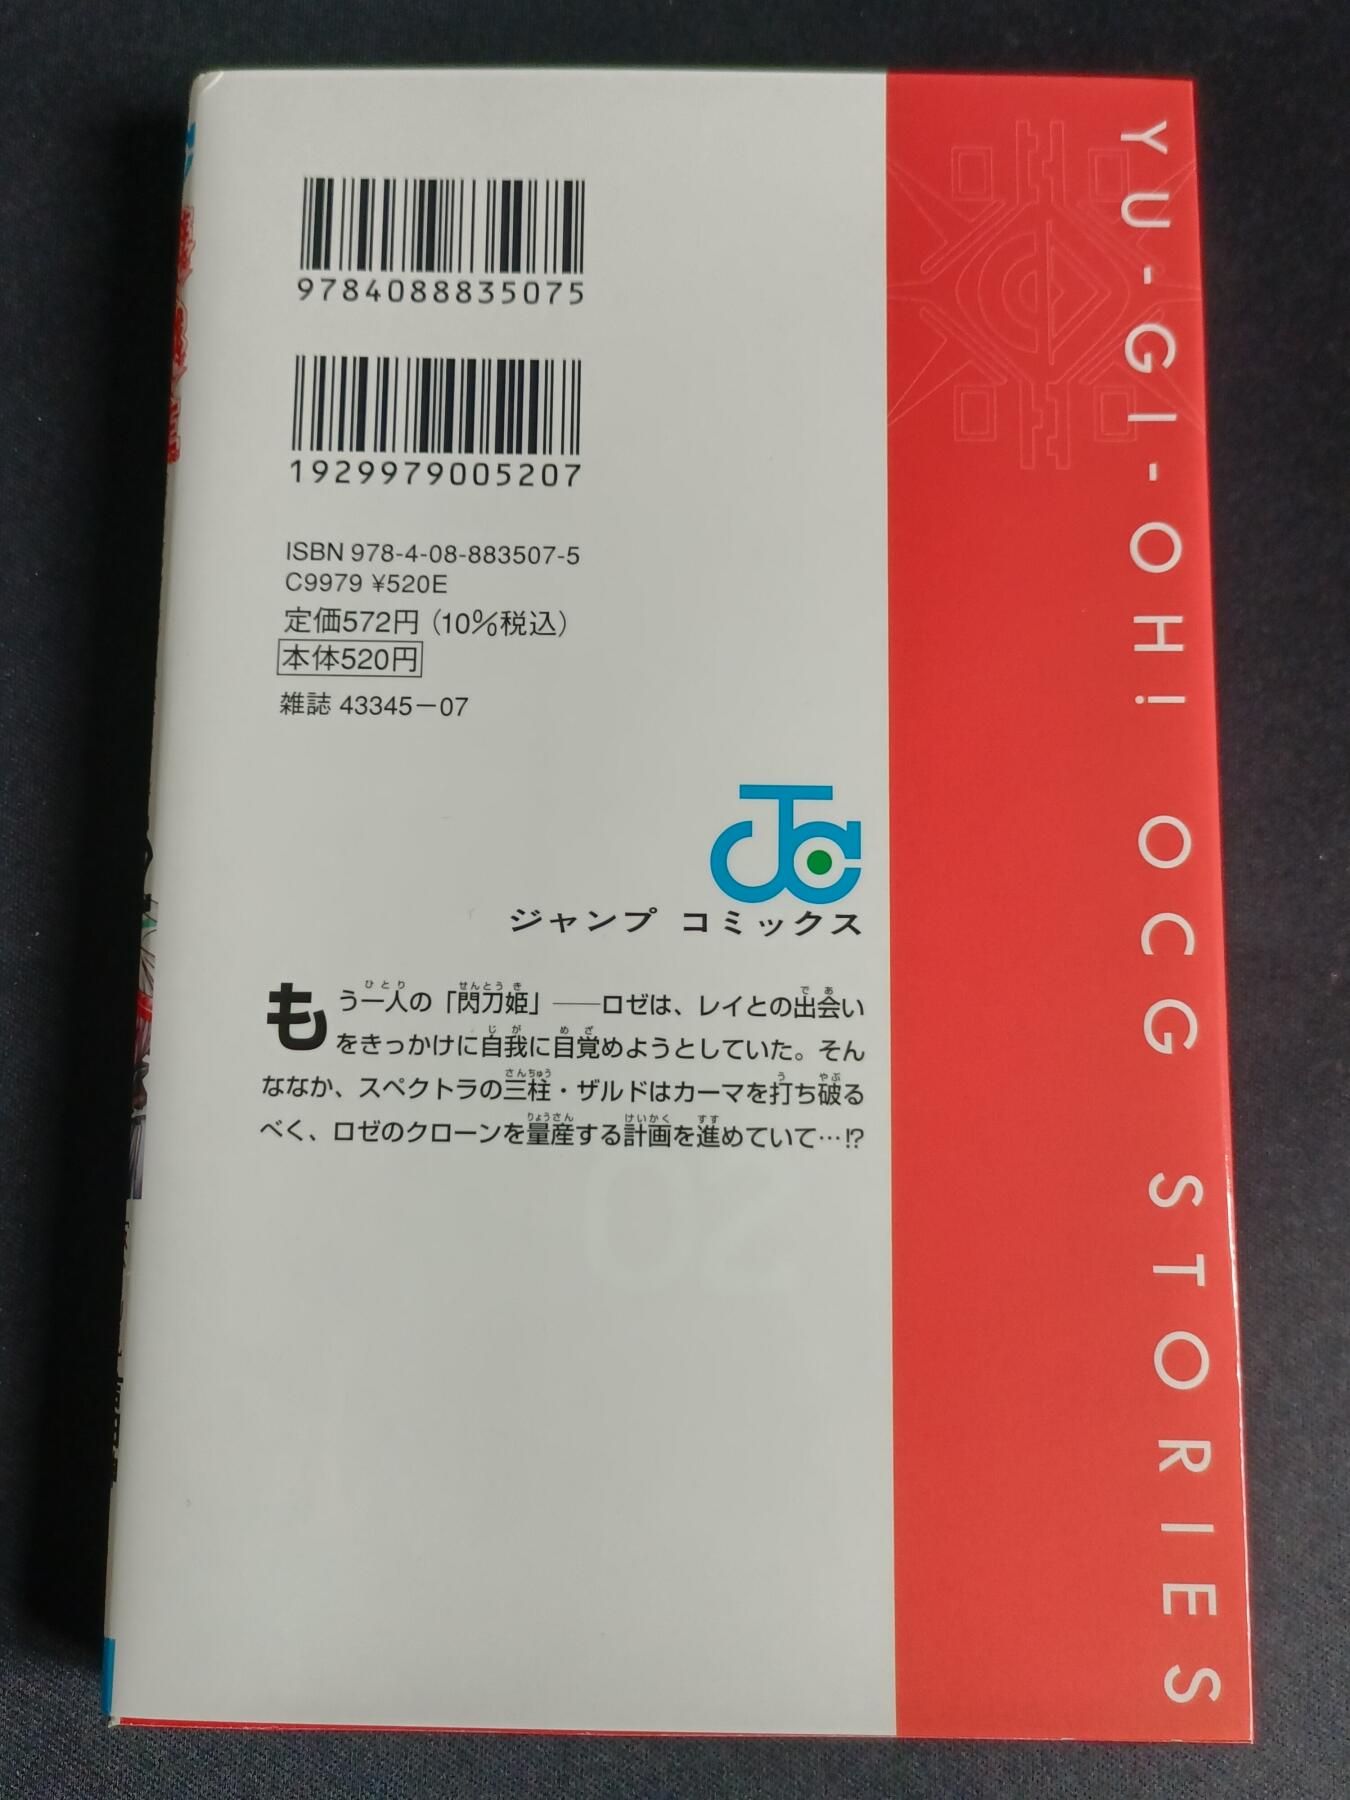 9784088835075
1929979005207
ISBN 978-4-08-883507-5
C9979 ¥520E
定価572円(10%税込)
本体520円
雑誌 43345-07
JC
ジャンプ コミックス
もう一人の「閃刀姫」──ロゼは、レイとの出会い
をきっかけに自我に目覚めようとしていた。そん
ななか、スペクトラの三柱・ザルドはカーマを打ち破る
べく、ロゼのクローンを量産する計画を進めていて…!?
YU-GI-OH! OCG STORIES